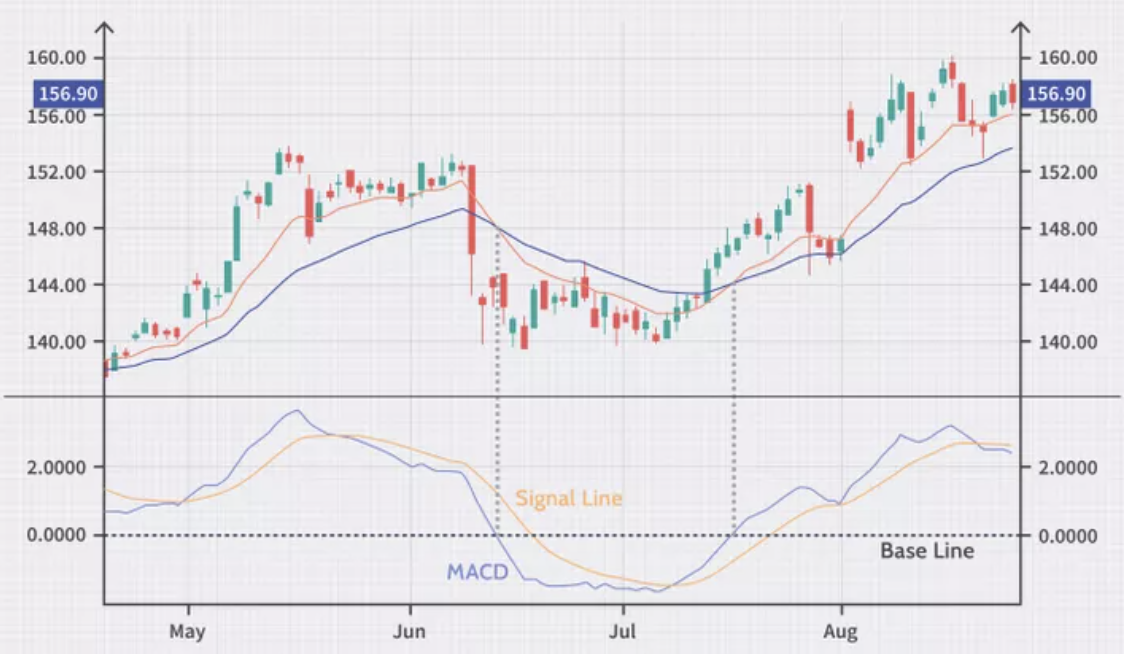 160.00 160.00
156.90 156.90
156.00 156.00
152.00 152.00
148.00 148.00
144.00 144.00
140.00 140.00
2.0000 2.0000
Signal Line
0.0000 0.0000
Base Line
MACD
May Jun Jul Aug